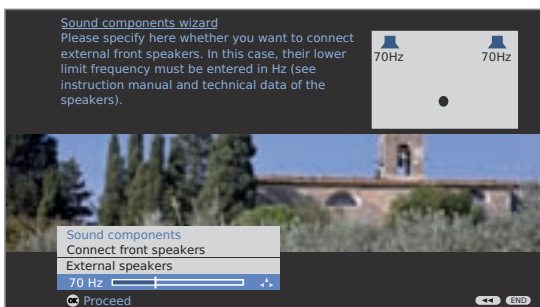 Sound components wizard
Please specify here whether you want to connect
external front speakers. In this case, their lower
limit frequency must be entered in Hz (see
instruction manual and technical data of the
speakers).
70Hz 70Hz
Sound components
Connect front speakers
External speakers
70 Hz
OK Proceed
END